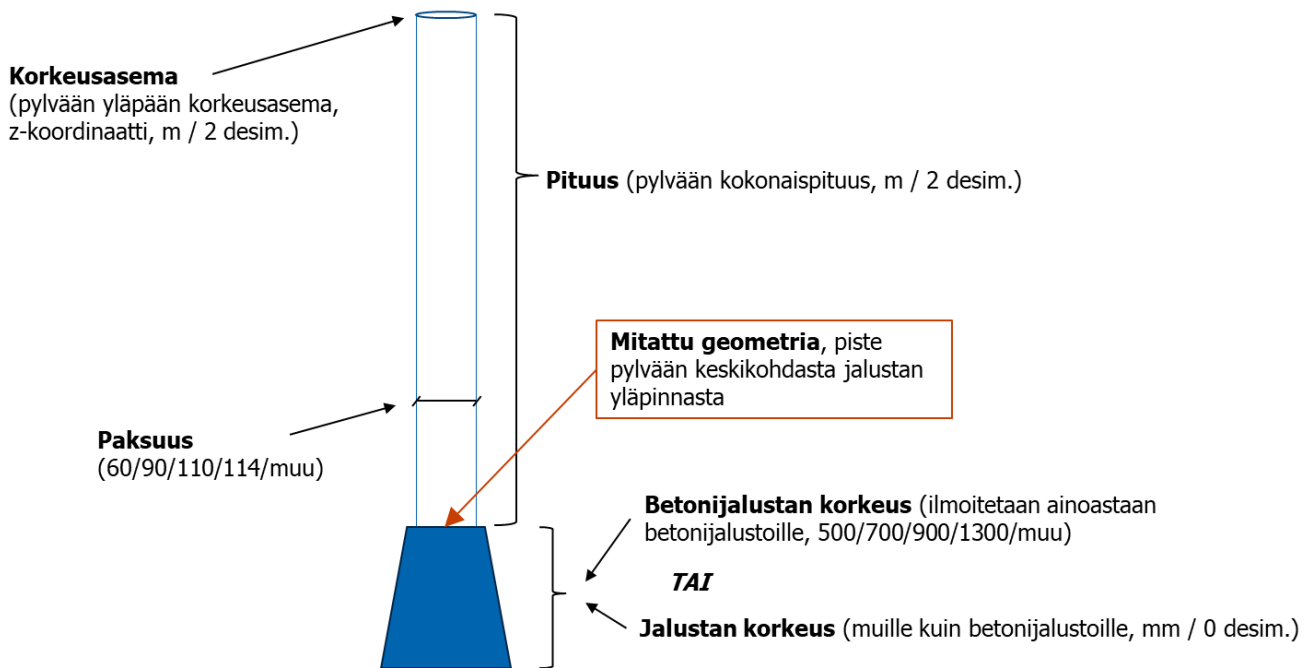 Korkeusasema
(pylvään yläpään korkeusasema,
z-koordinaatti, m / 2 desim.)
Pituus (pylvään kokonaispituus, m / 2 desim.)
Mitattu geometria, piste
pylvään keskikohdasta jalustan
yläpinnasta
Paksuus
(60/90/110/114/muu)
Betonijalustan korkeus (ilmoitetaan ainoastaan
betonijalustoille, 500/700/900/1300/muu)
TAI
Jalustan korkeus (muille kuin betonijalustoille, mm / 0 desim.)